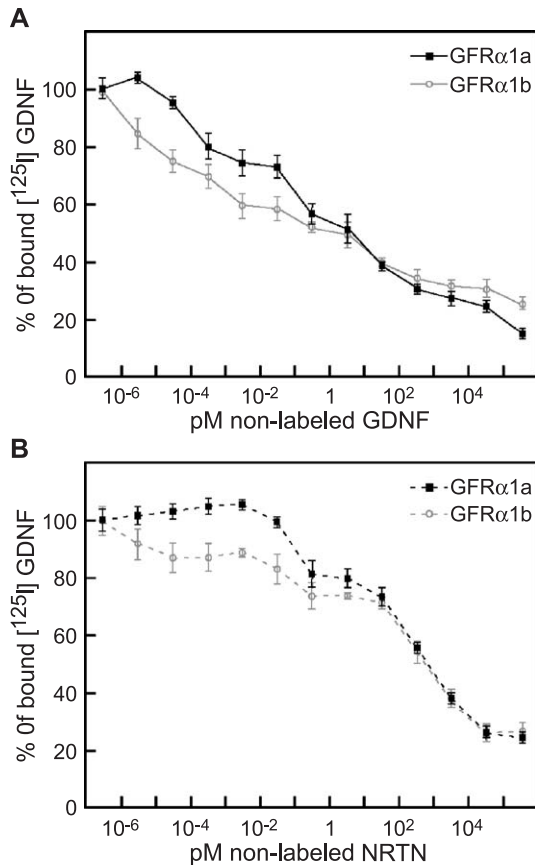 A
GFRα1a
GFRα1b
100
80
60
40
20
0
% 0f bound [¹²⁵I] GDNF
10⁻⁶ 10⁻⁴ 10⁻² 1 10² 10⁴
pM non-labeled GDNF
B
GFRα1a
GFRα1b
100
80
60
40
20
0
% 0f bound [¹²⁵I] GDNF
10⁻⁶ 10⁻⁴ 10⁻² 1 10² 10⁴
pM non-labeled NRTN